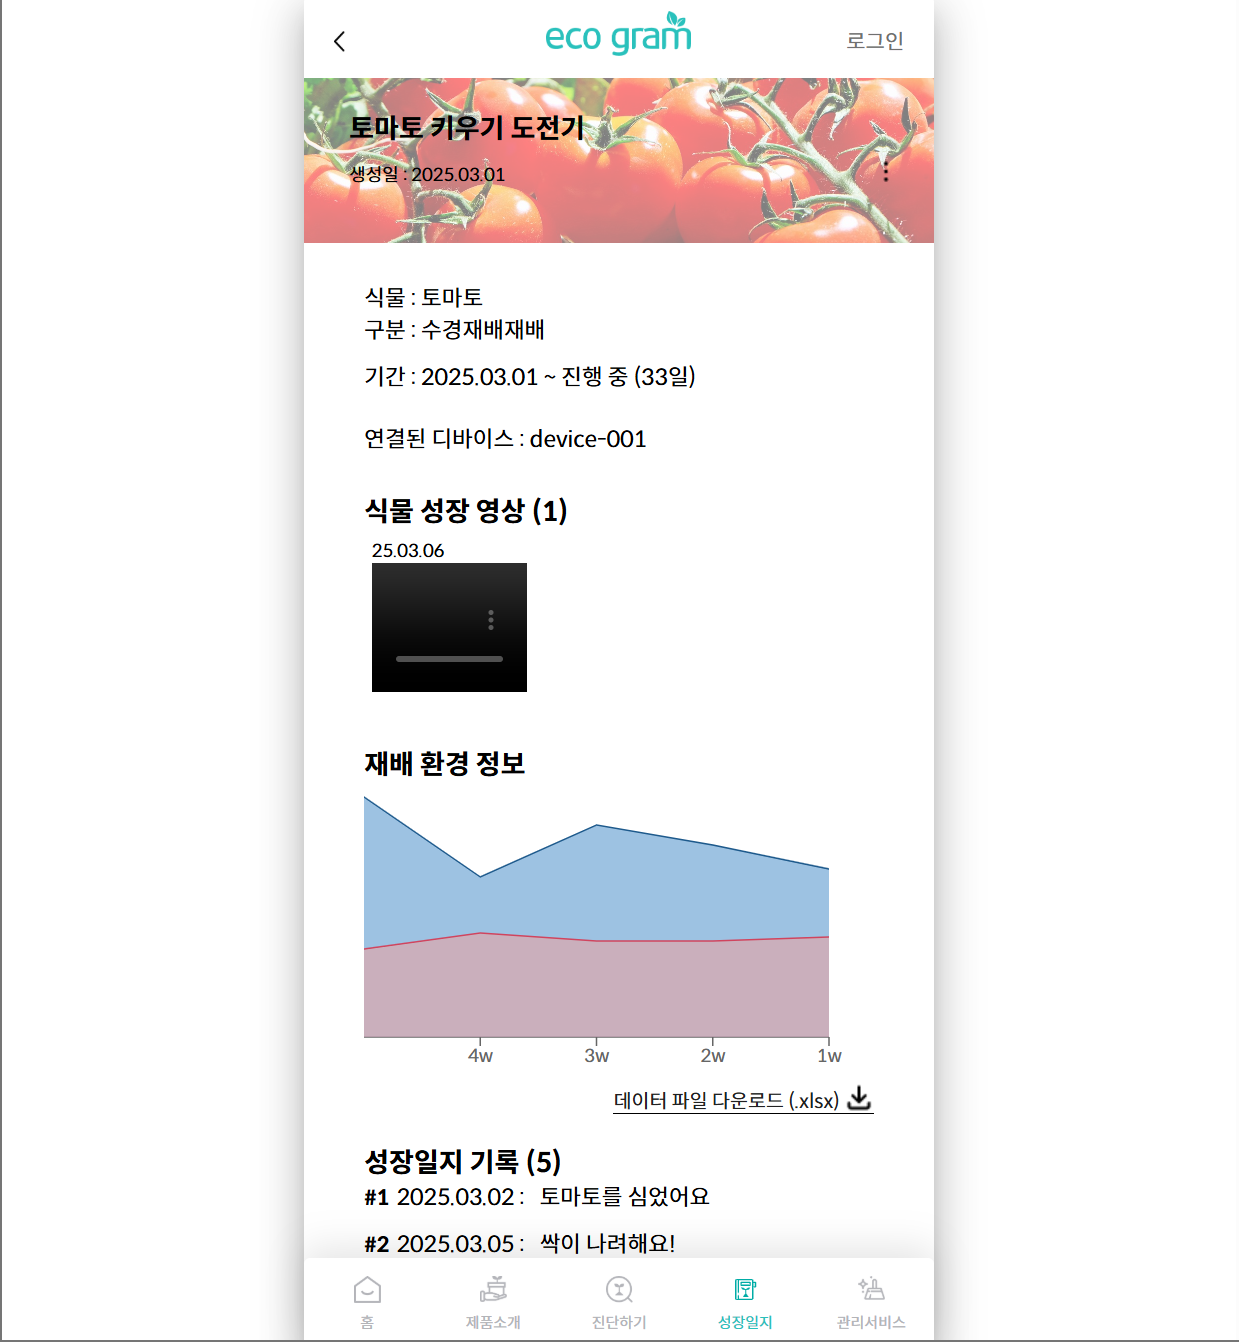 eco gram
로그인
토마토 키우기 도전기
생성일 : 2025.03.01
식물 : 토마토
구분 : 수경재배재배
기간 : 2025.03.01 ~ 진행 중 (33일)
연결된 디바이스 : device-001
식물 성장 영상 (1)
25.03.06
재배 환경 정보
4w 3w 2w 1w
데이터 파일 다운로드 (.xlsx)
성장일지 기록 (5)
#1 2025.03.02 : 토마토를 심었어요
#2 2025.03.05 : 싹이 나려해요!
홈 제품소개 진단하기 성장일지 관리서비스